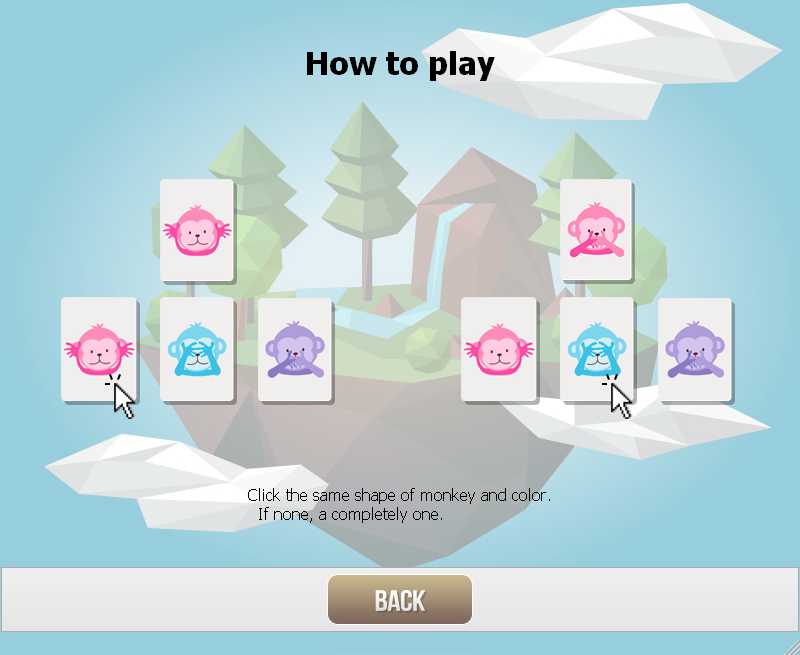 How to play
Click the same shape of monkey and color.
If none, a completely one.
BACK